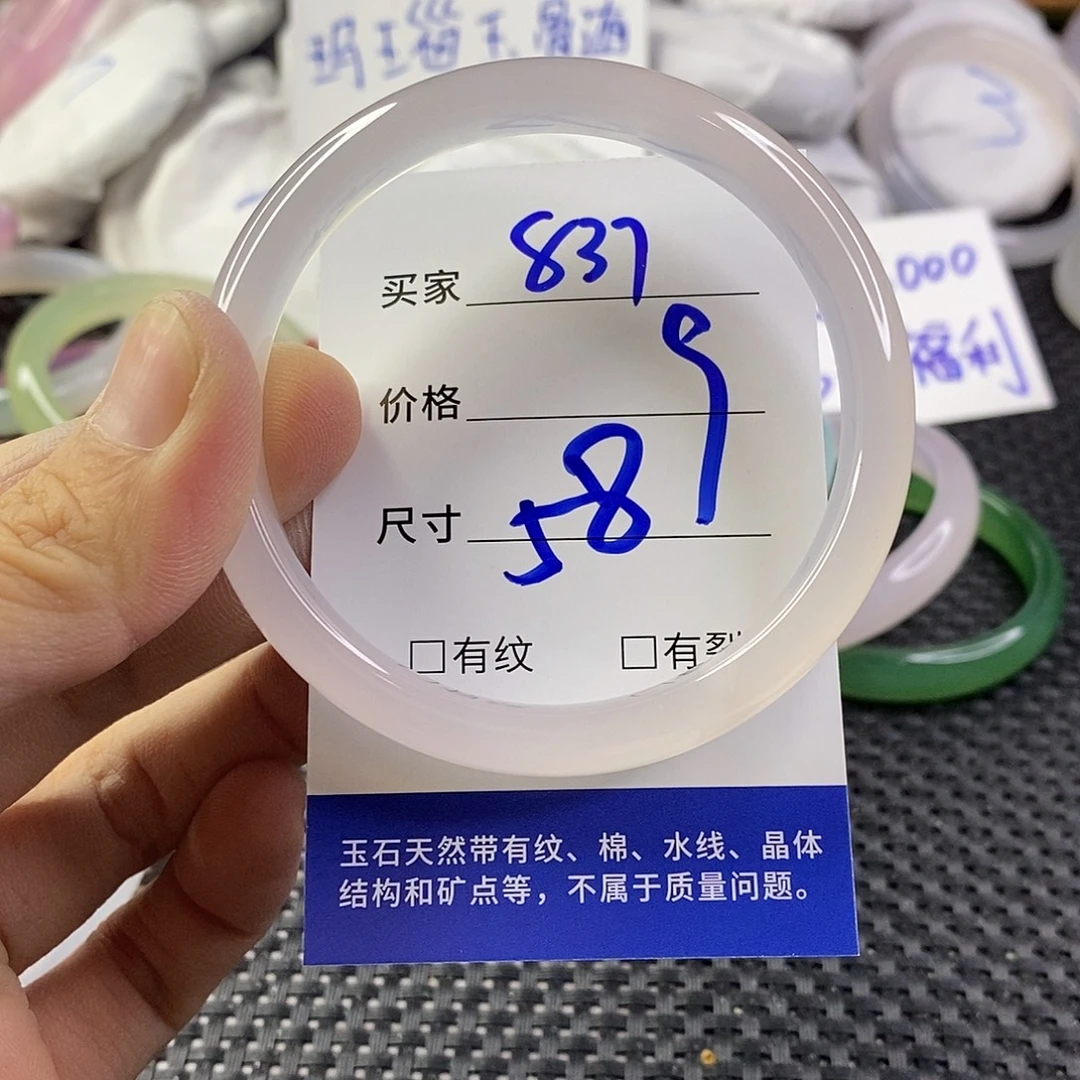 买家 837
价格
尺寸 58
9
□有纹 □有裂
玉石天然带有纹、棉、水线、晶体
结构和矿点等，不属于质量问题。
000
福利